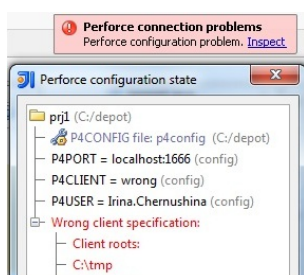 Perforce connection problems
Perforce configuration problem. Inspect
Perforce configuration state
prj1 (C:/depot)
P4CONFIG file: p4config (C:/depot)
P4PORT = localhost:1666 (config)
P4CLIENT = wrong (config)
P4USER = Irina.Chernushina (config)
Wrong client specification:
Client roots:
C:\tmp